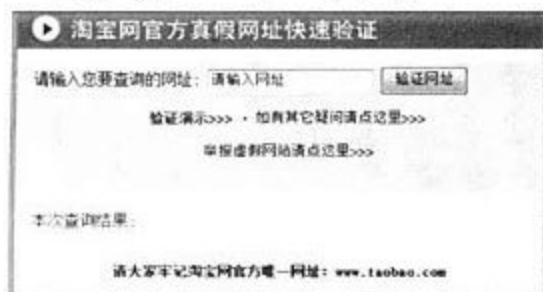 淘宝网官方真假网址快速验证
请输入您要查询的网址：请输入网址 验证网址
验证演示>>> · 如有其它疑问请点这里>>>
举报虚假网站请点这里>>>
本次查询结果：
请大家牢记淘宝网官方唯一网址：www.taobao.com